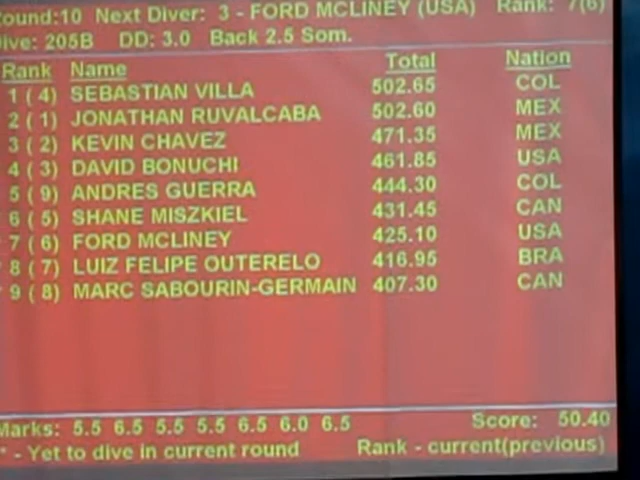 Round:10 Next Diver: 3 - FORD MCLINEY (USA) Rank: 7(6)
Dive: 205B DD: 3.0 Back 2.5 Som.
Rank Name Total Nation
1 ( 4) SEBASTIAN VILLA 502.65 COL
2 ( 1) JONATHAN RUVALCABA 502.60 MEX
3 ( 2) KEVIN CHAVEZ 471.35 MEX
4 ( 3) DAVID BONUCHI 461.85 USA
5 ( 9) ANDRES GUERRA 444.30 COL
6 ( 5) SHANE MISZKIEL 431.45 CAN
7 ( 6) FORD MCLINEY 425.10 USA
* 8 ( 7) LUIZ FELIPE OUTERELO 416.95 BRA
* 9 ( 8) MARC SABOURIN-GERMAIN 407.30 CAN
Marks: 5.5 6.5 5.5 5.5 6.5 6.0 6.5 Score: 50.40
* - Yet to dive in current round Rank - current(previous)